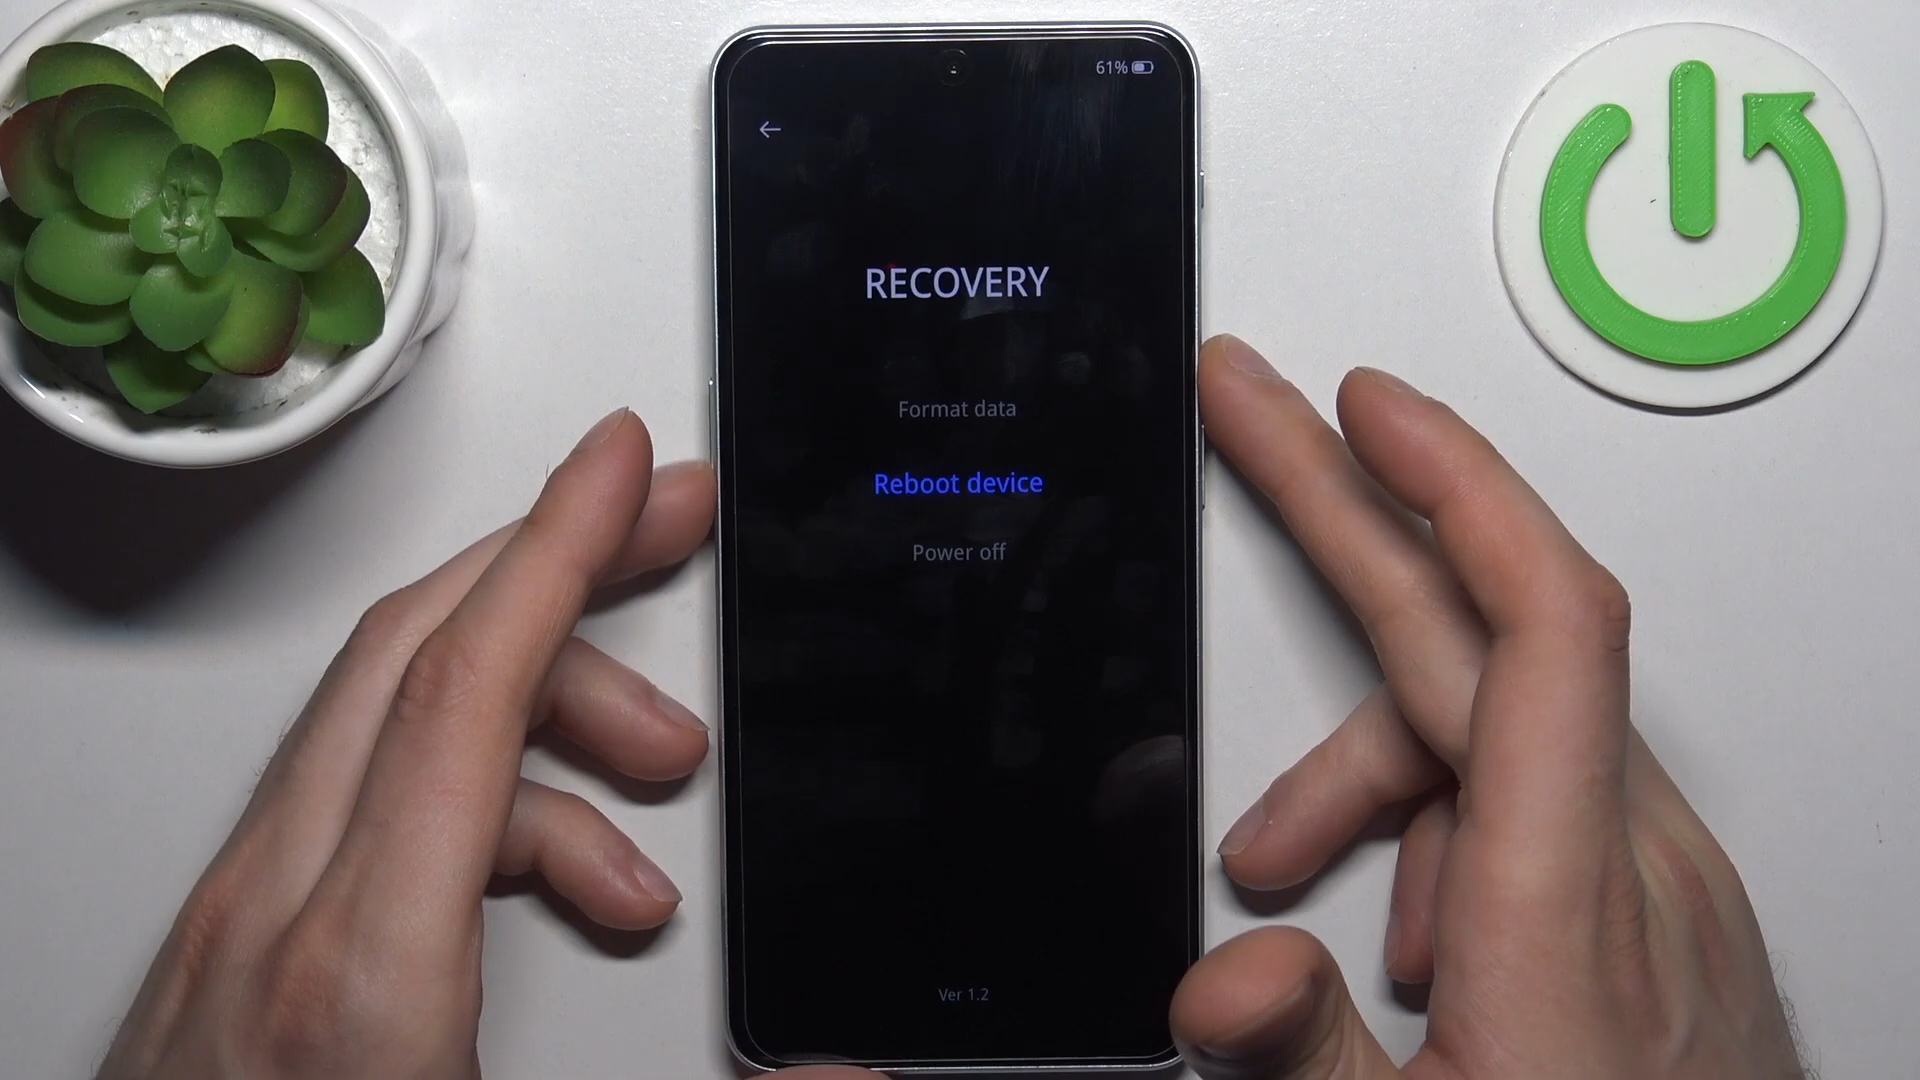 61%
RECOVERY
Format data
Reboot device
Power off
Ver 1.2